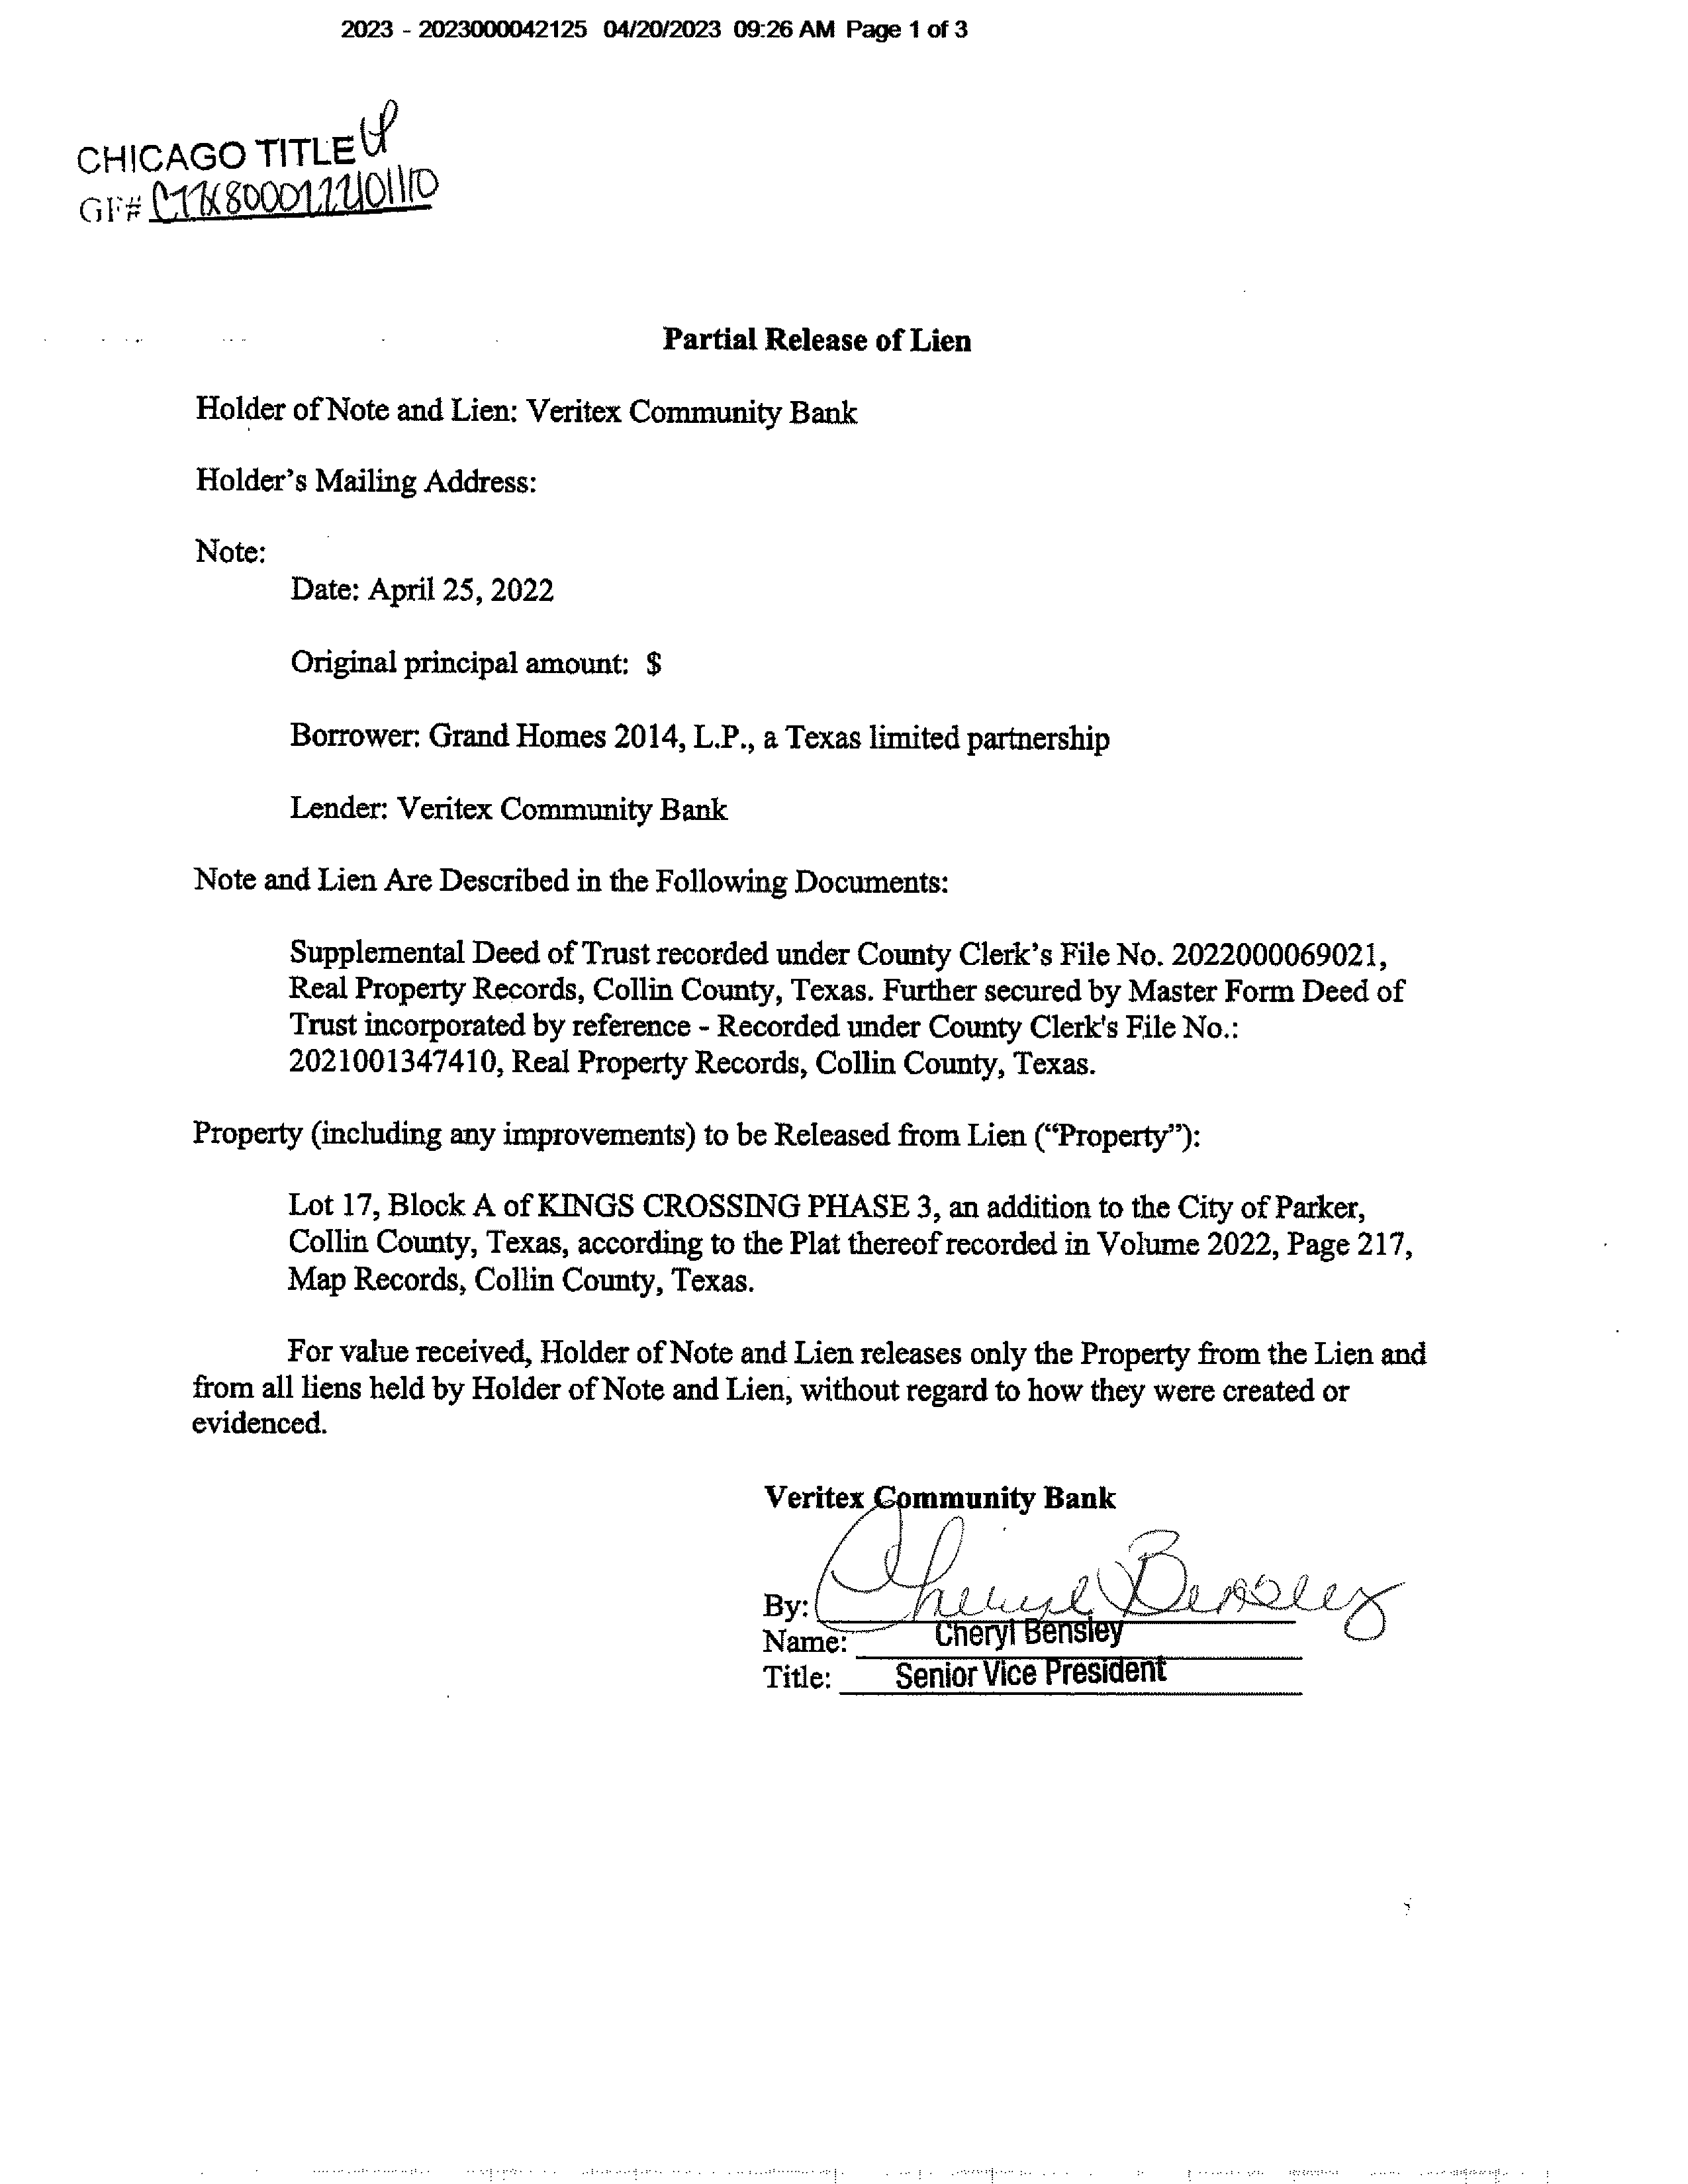 2023 - 2023000042125 04/20/2023 09:26 AM Page 1 of 3
CHICAGO TITLE
GF#
Partial Release of Lien
Holder of Note and Lien: Veritex Community Bank
Holder's Mailing Address:
Note:
Date: April 25, 2022
Original principal amount: $
Borrower: Grand Homes 2014, L.P., a Texas limited partnership
Lender: Veritex Community Bank
Note and Lien Are Described in the Following Documents:
Supplemental Deed of Trust recorded under County Clerk's File No. 2022000069021,
Real Property Records, Collin County, Texas. Further secured by Master Form Deed of
Trust incorporated by reference - Recorded under County Clerk's File No.:
2021001347410, Real Property Records, Collin County, Texas.
Property (including any improvements) to be Released from Lien ("Property"):
Lot 17, Block A of KINGS CROSSING PHASE 3, an addition to the City of Parker,
Collin County, Texas, according to the Plat thereof recorded in Volume 2022, Page 217,
Map Records, Collin County, Texas.
For value received, Holder of Note and Lien releases only the Property from the Lien and
from all liens held by Holder of Note and Lien, without regard to how they were created or
evidenced.
Veritex Community Bank
By: Cheryl Bensley
Name: Cheryl Bensley
Title: Senior Vice President